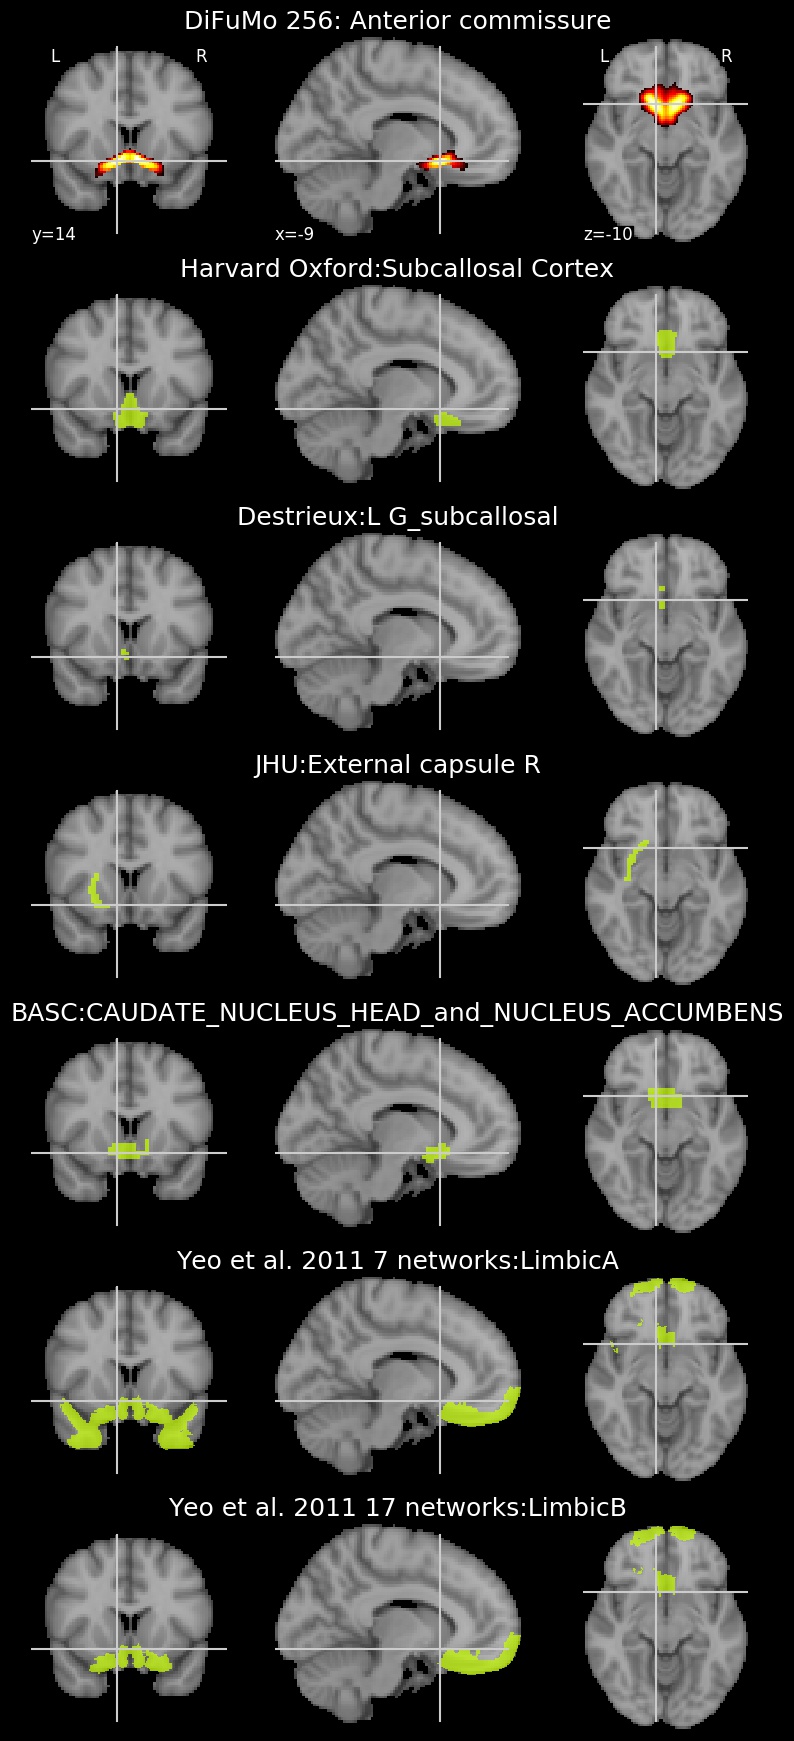 DiFuMo 256: Anterior commissure
L R L R
y=14 x=-9 z=-10
Harvard Oxford:Subcallosal Cortex
Destrieux:L G_subcallosal
JHU:External capsule R
BASC:CAUDATE_NUCLEUS_HEAD_and_NUCLEUS_ACCUMBENS
Yeo et al. 2011 7 networks:LimbicA
Yeo et al. 2011 17 networks:LimbicB